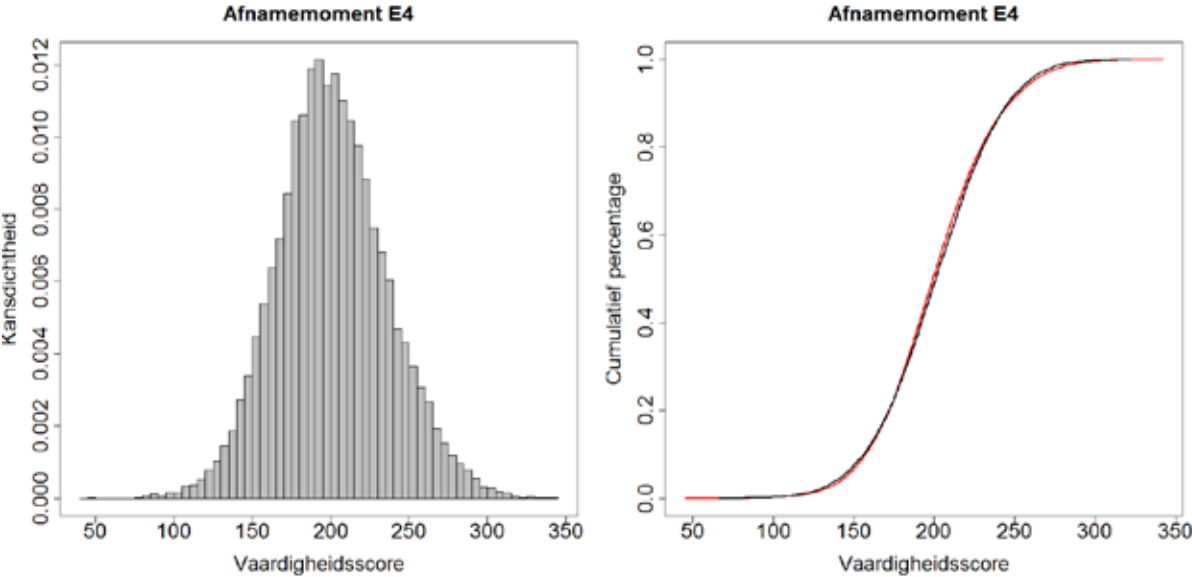 Afnamemoment E4
Kansdichtheid
0.012
0.010
0.008
0.006
0.004
0.002
0.000
50 100 150 200 250 300 350
Vaardigheidsscore
Afnamemoment E4
Cumulatief percentage
1.0
0.8
0.6
0.4
0.2
0.0
50 100 150 200 250 300 350
Vaardigheidsscore